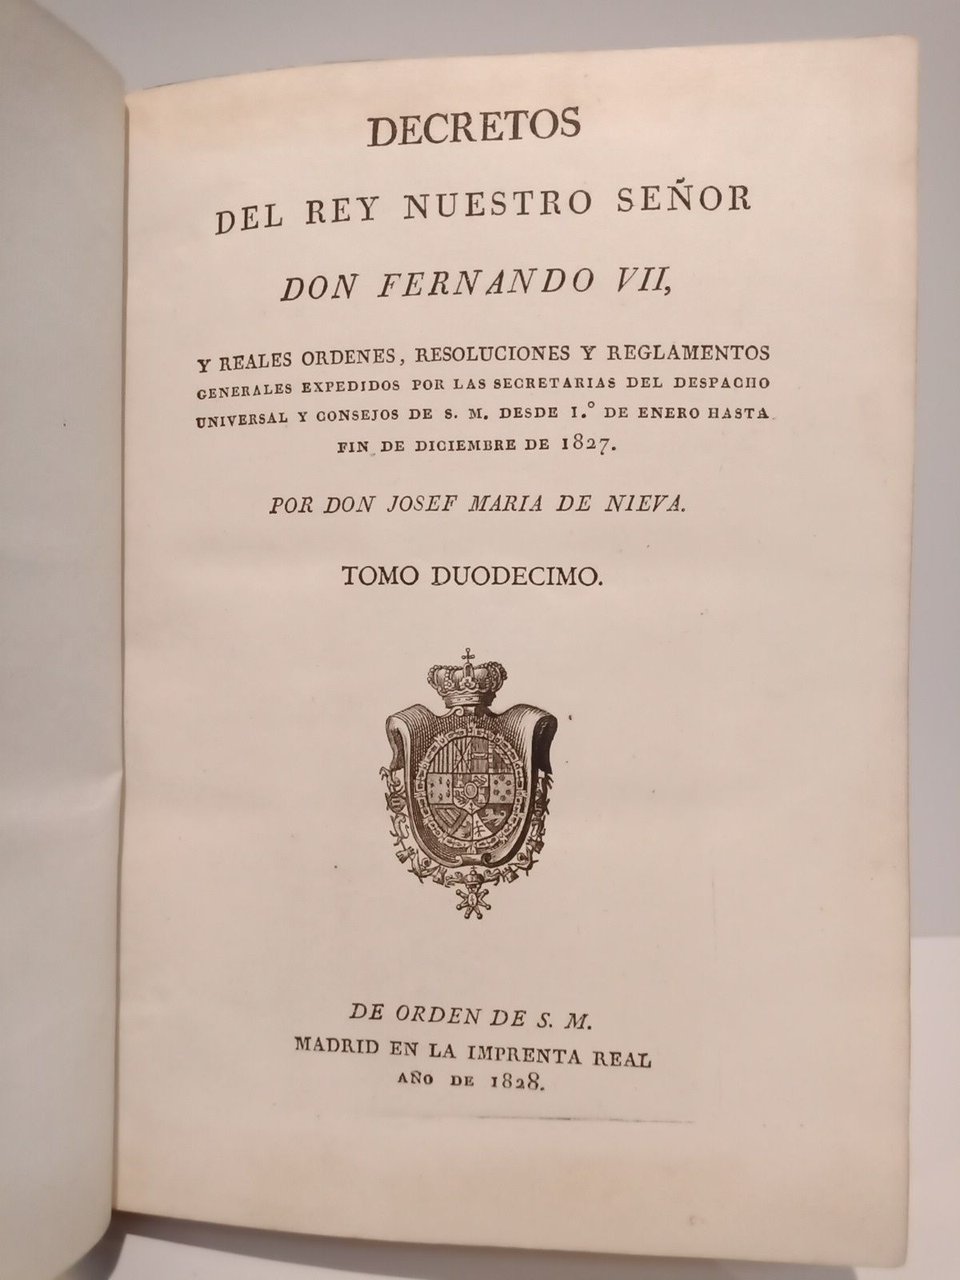 DECRETOS
DEL REY NUESTRO SEÑOR
DON FERNANDO VII,
Y REALES ORDENES, RESOLUCIONES Y REGLAMENTOS
GENERALES EXPEDIDOS POR LAS SECRETARIAS DEL DESPACHO
UNIVERSAL Y CONSEJOS DE S. M. DESDE 1.º DE ENERO HASTA
FIN DE DICIEMBRE DE 1827.
POR DON JOSEF MARIA DE NIEVA.
TOMO DUODECIMO.
DE ORDEN DE S. M.
MADRID EN LA IMPRENTA REAL
AÑO DE 1828.